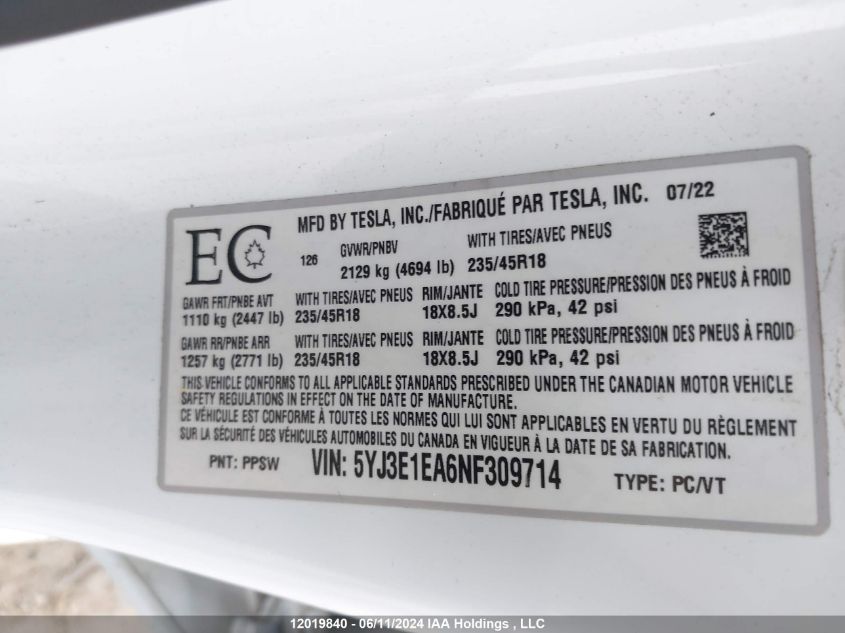 MFD BY TESLA, INC./FABRIQUÉ PAR TESLA, INC. 07/22
EC
126 GVWR/PNBV WITH TIRES/AVEC PNEUS
2129 kg (4694 lb) 235/45R18
GAWR FRT/PNBE AVT WITH TIRES/AVEC PNEUS RIM/JANTE COLD TIRE PRESSURE/PRESSION DES PNEUS À FROID
1110 kg (2447 lb) 235/45R18 18X8.5J 290 kPa, 42 psi
GAWR RR/PNBE ARR WITH TIRES/AVEC PNEUS RIM/JANTE COLD TIRE PRESSURE/PRESSION DES PNEUS À FROID
1257 kg (2771 lb) 235/45R18 18X8.5J 290 kPa, 42 psi
THIS VEHICLE CONFORMS TO ALL APPLICABLE STANDARDS PRESCRIBED UNDER THE CANADIAN MOTOR VEHICLE
SAFETY REGULATIONS IN EFFECT ON THE DATE OF MANUFACTURE.
CE VÉHICULE EST CONFORME À TOUTES LES NORMES QUI LUI SONT APPLICABLES EN VERTU DU RÈGLEMENT
SUR LA SÉCURITÉ DES VÉHICULES AUTOMOBILES DU CANADA EN VIGUEUR À LA DATE DE SA FABRICATION.
PNT: PPSW VIN: 5YJ3E1EA6NF309714 TYPE: PC/VT
12019840 - 06/11/2024 IAA Holdings , LLC